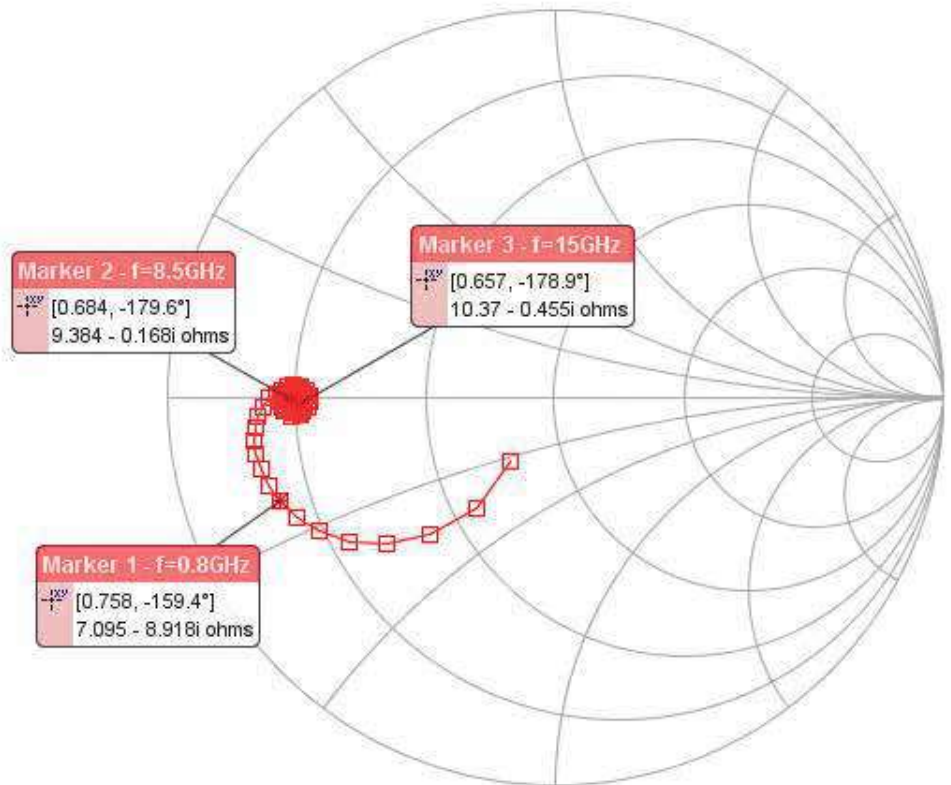 Marker 3 - f=15GHz
[0.657, -178.9°]
10.37 - 0.455i ohms
Marker 2 - f=8.5GHz
[0.684, -179.6°]
9.384 - 0.168i ohms
Marker 1 - f=0.8GHz
[0.758, -159.4°]
7.095 - 8.918i ohms